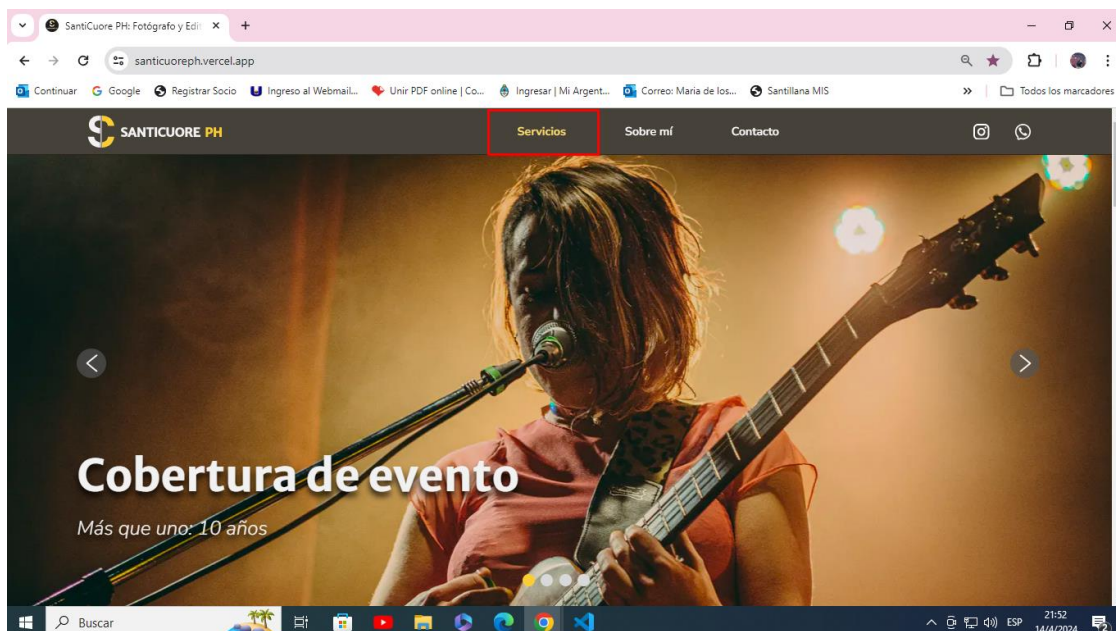 SantiCuore PH: Fotógrafo y Edi
santicuoreph.vercel.app
Continuar Google Registrar Socio Ingreso al Webmail... Unir PDF online | Co... Ingresar | Mi Argent... Correo: Maria de los... Santillana MIS » Todos los marcadores
SC SANTICUORE PH Servicios Sobre mí Contacto
Cobertura de evento
Más que uno: 10 años
Buscar ESP 21:52
14/4/2024